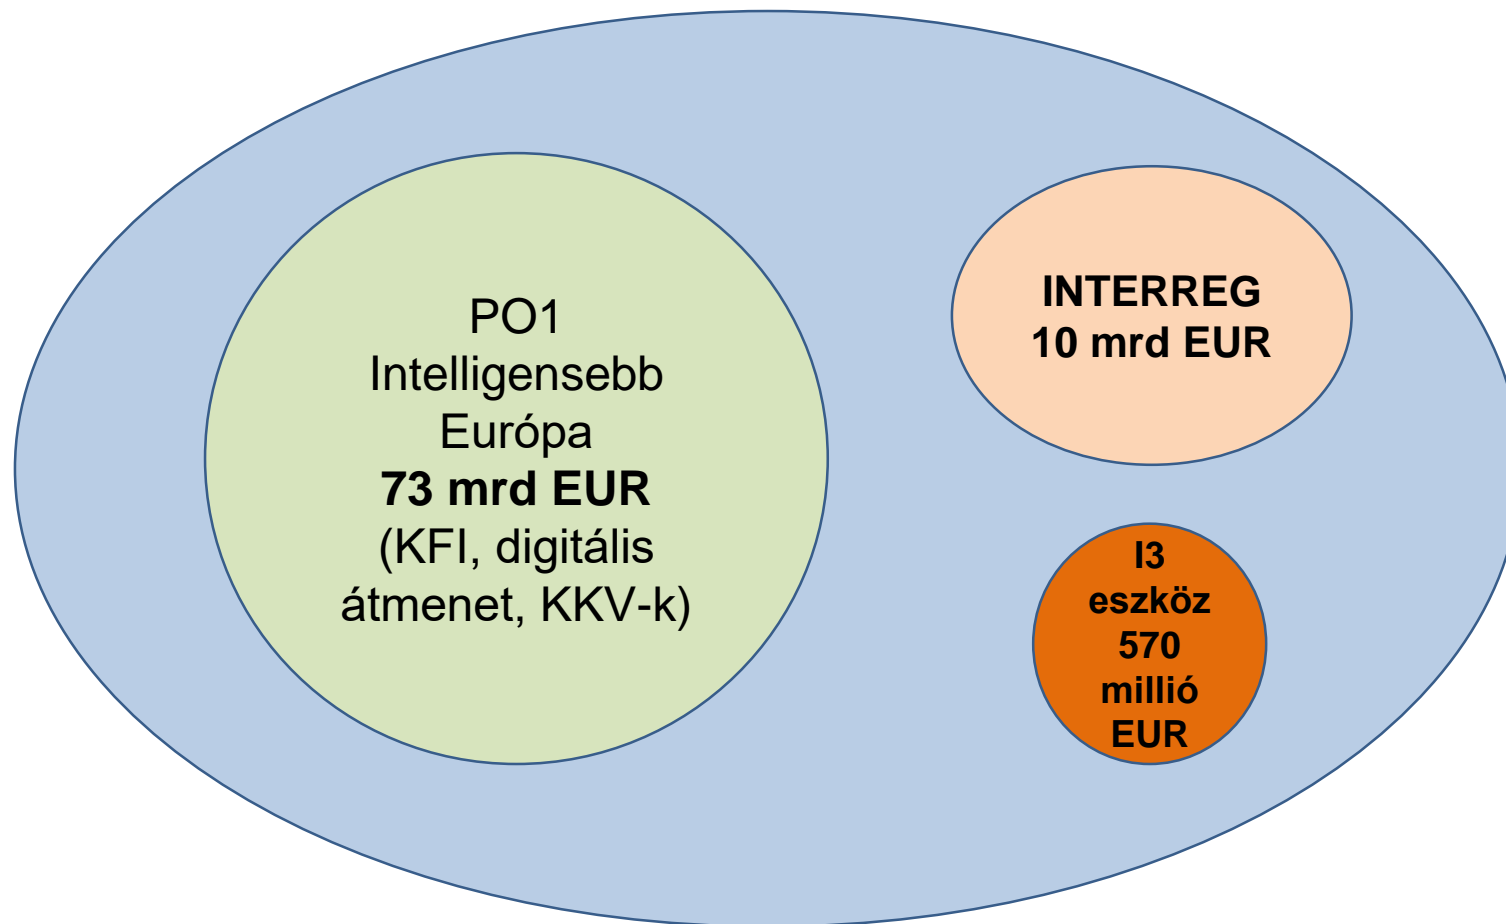 PO1
Intelligensebb
Európa
73 mrd EUR
(KFI, digitális
átmenet, KKV-k)
INTERREG
10 mrd EUR
I3
eszköz
570
millió
EUR